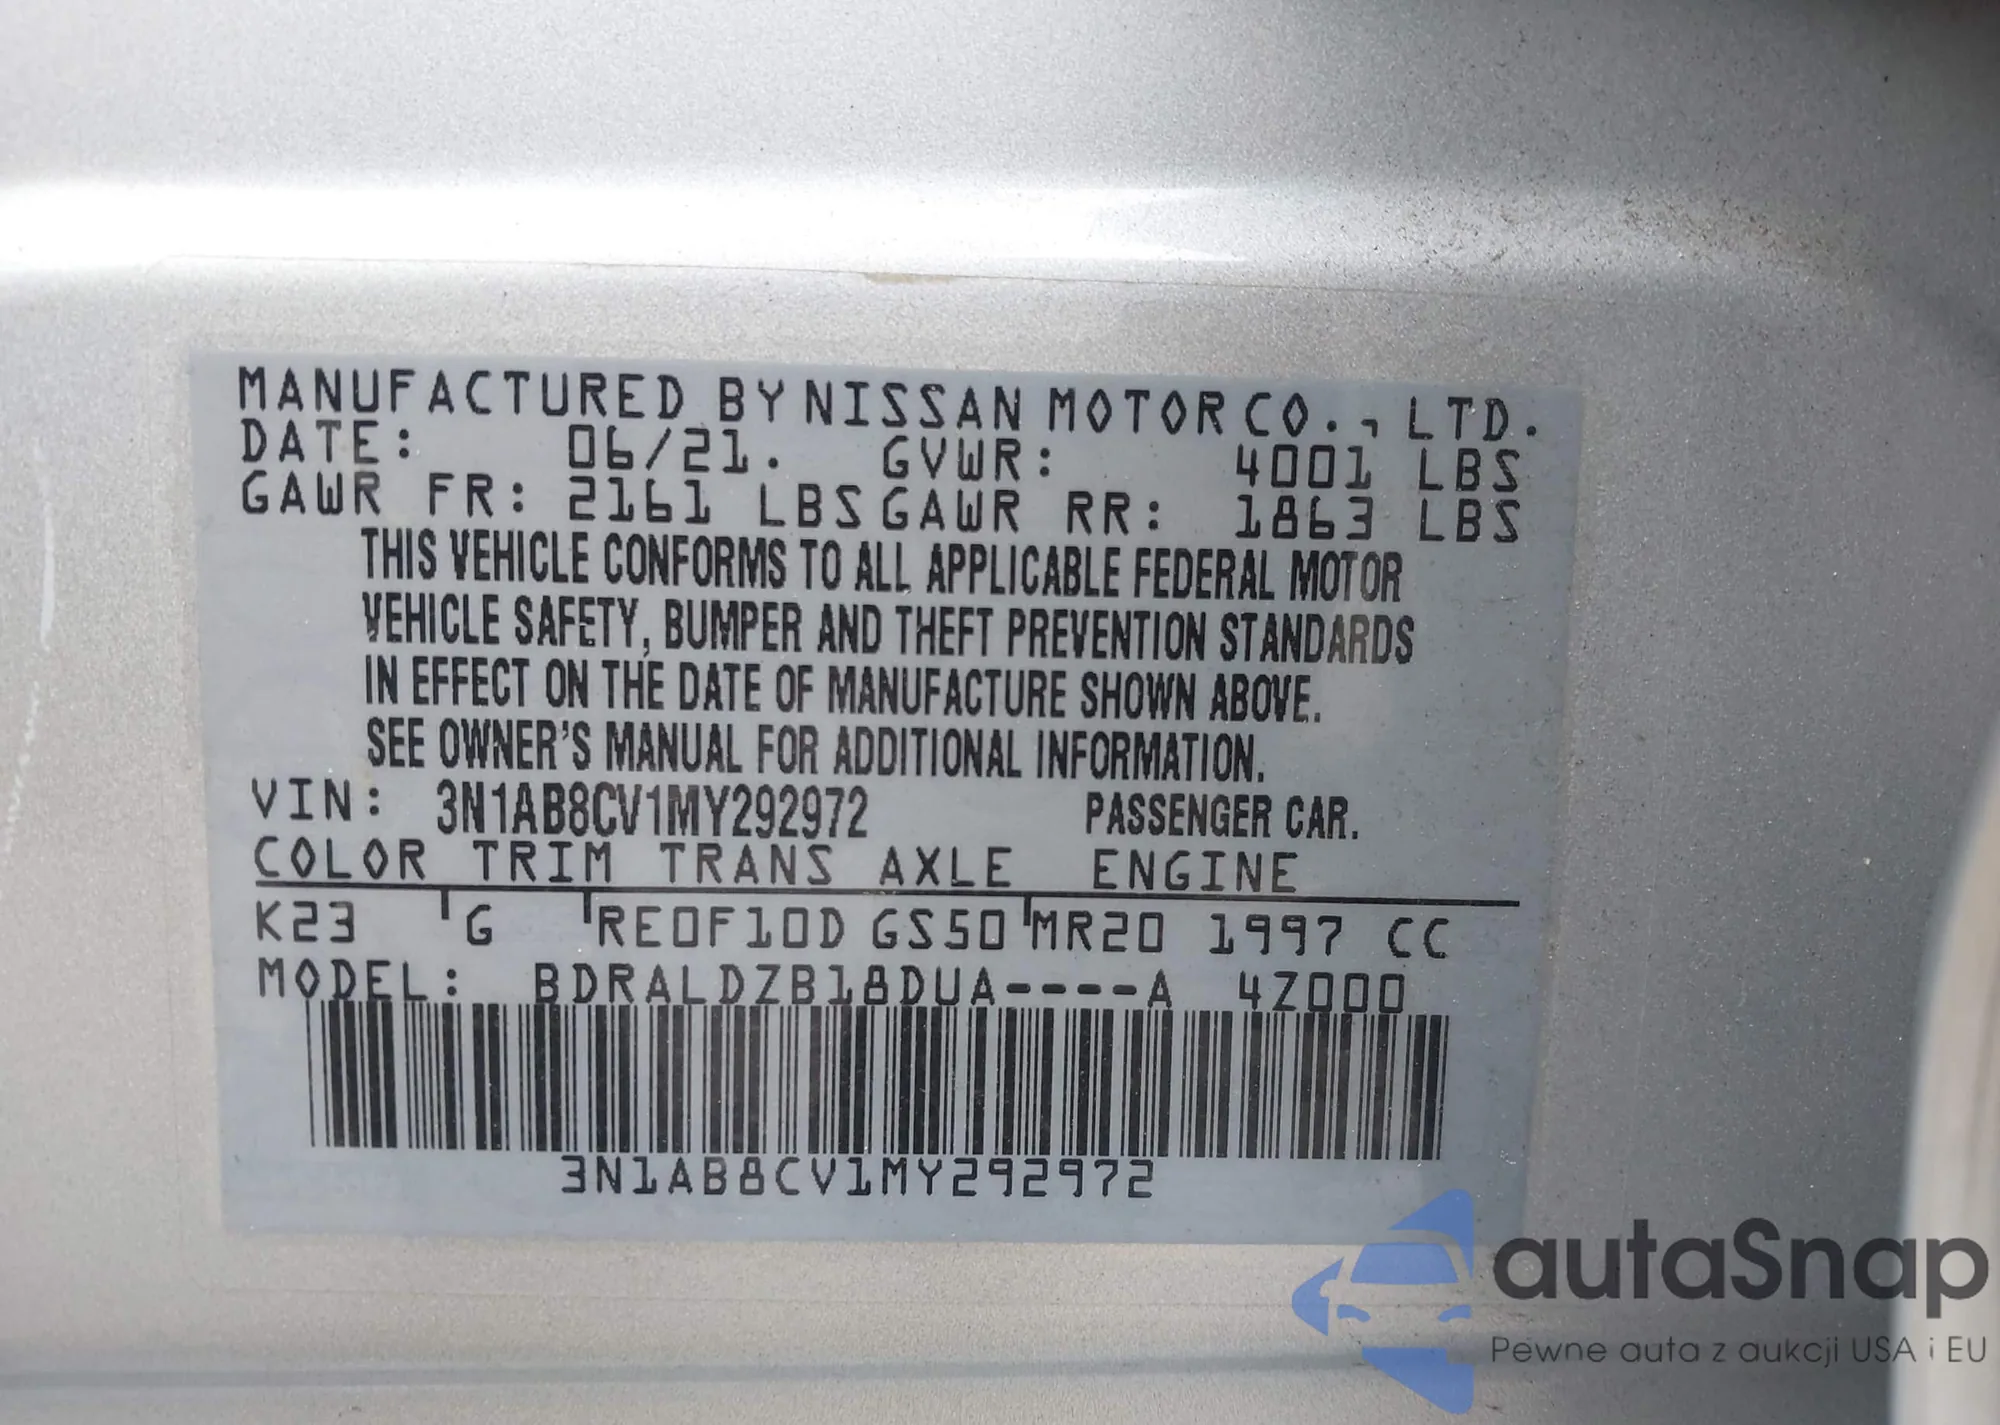 MANUFACTURED BY NISSAN MOTOR CO., LTD.
DATE: 06/21. GVWR: 4001 LBS
GAWR FR: 2161 LBS GAWR RR: 1863 LBS
THIS VEHICLE CONFORMS TO ALL APPLICABLE FEDERAL MOTOR
VEHICLE SAFETY, BUMPER AND THEFT PREVENTION STANDARDS
IN EFFECT ON THE DATE OF MANUFACTURE SHOWN ABOVE.
SEE OWNER'S MANUAL FOR ADDITIONAL INFORMATION.
VIN: 3N1AB8CV1MY292972 PASSENGER CAR.
COLOR TRIM TRANS AXLE ENGINE
K23 G RE0F10D GS50 MR20 1997 CC
MODEL: BDRALDZB18DUA----A 4Z000
3N1AB8CV1MY292972
autaSnap
Pewne auta z aukcji USA i EU